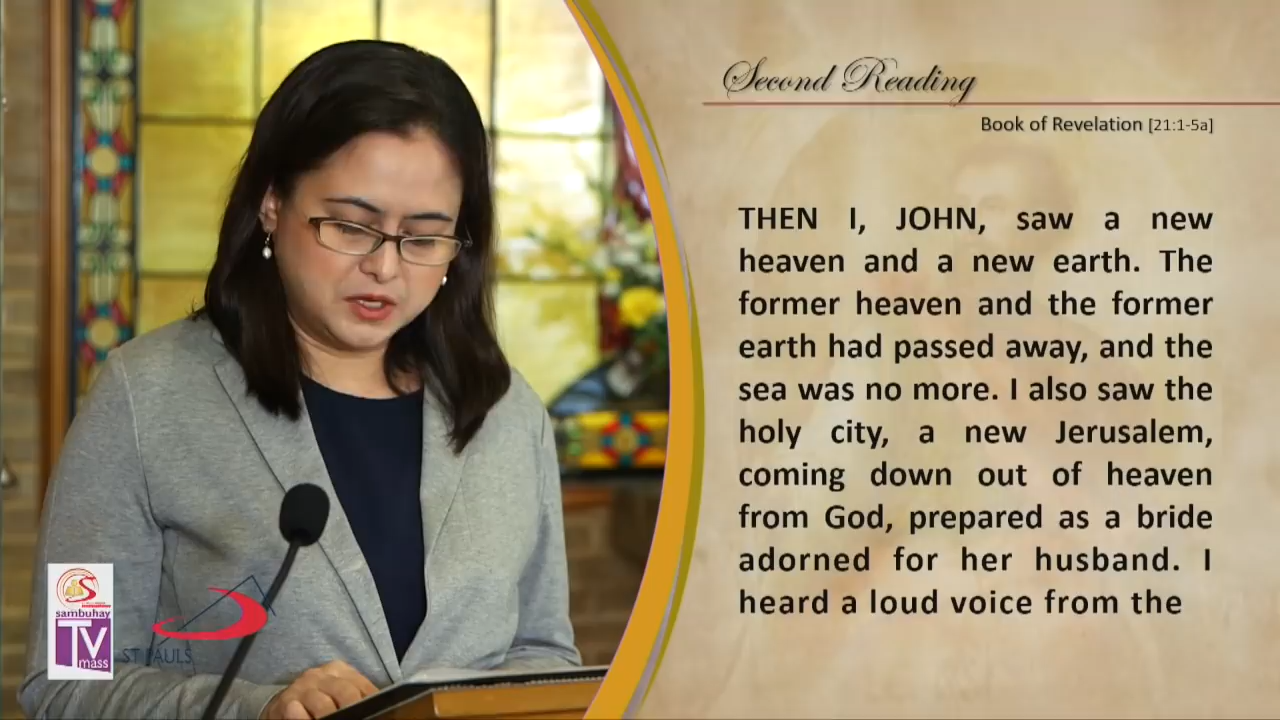 Second Reading
Book of Revelation [21:1-5a]
THEN I, JOHN, saw a new
heaven and a new earth. The
former heaven and the former
earth had passed away, and the
sea was no more. I also saw the
holy city, a new Jerusalem,
coming down out of heaven
from God, prepared as a bride
adorned for her husband. I
heard a loud voice from the
sambuhay
TV
mass
ST PAULS